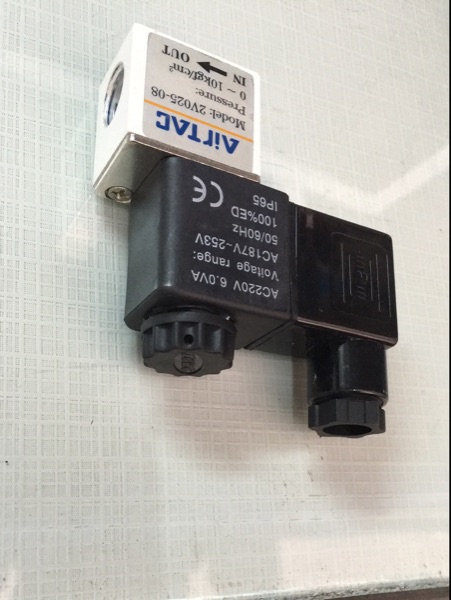 AirTAC
Model: 2V025-08
Pressure:
0 ~ 10kgf/cm²
IN OUT
AC220V 6.0VA
Voltage range:
AC187V~253V
50/60Hz
100%ED
IP65
CE